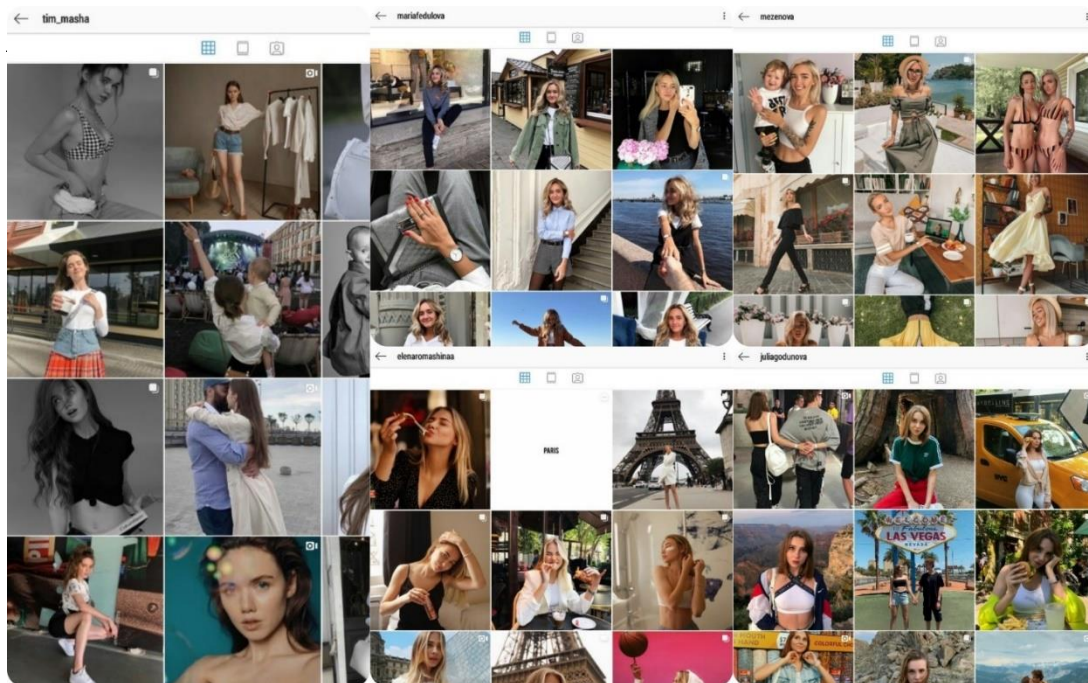 tim_masha
mariafedulova
mezenova
elenaromashinaa
PARIS
juliagodunova
WELCOME
TO Fabulous
LAS VEGAS
NEVADA